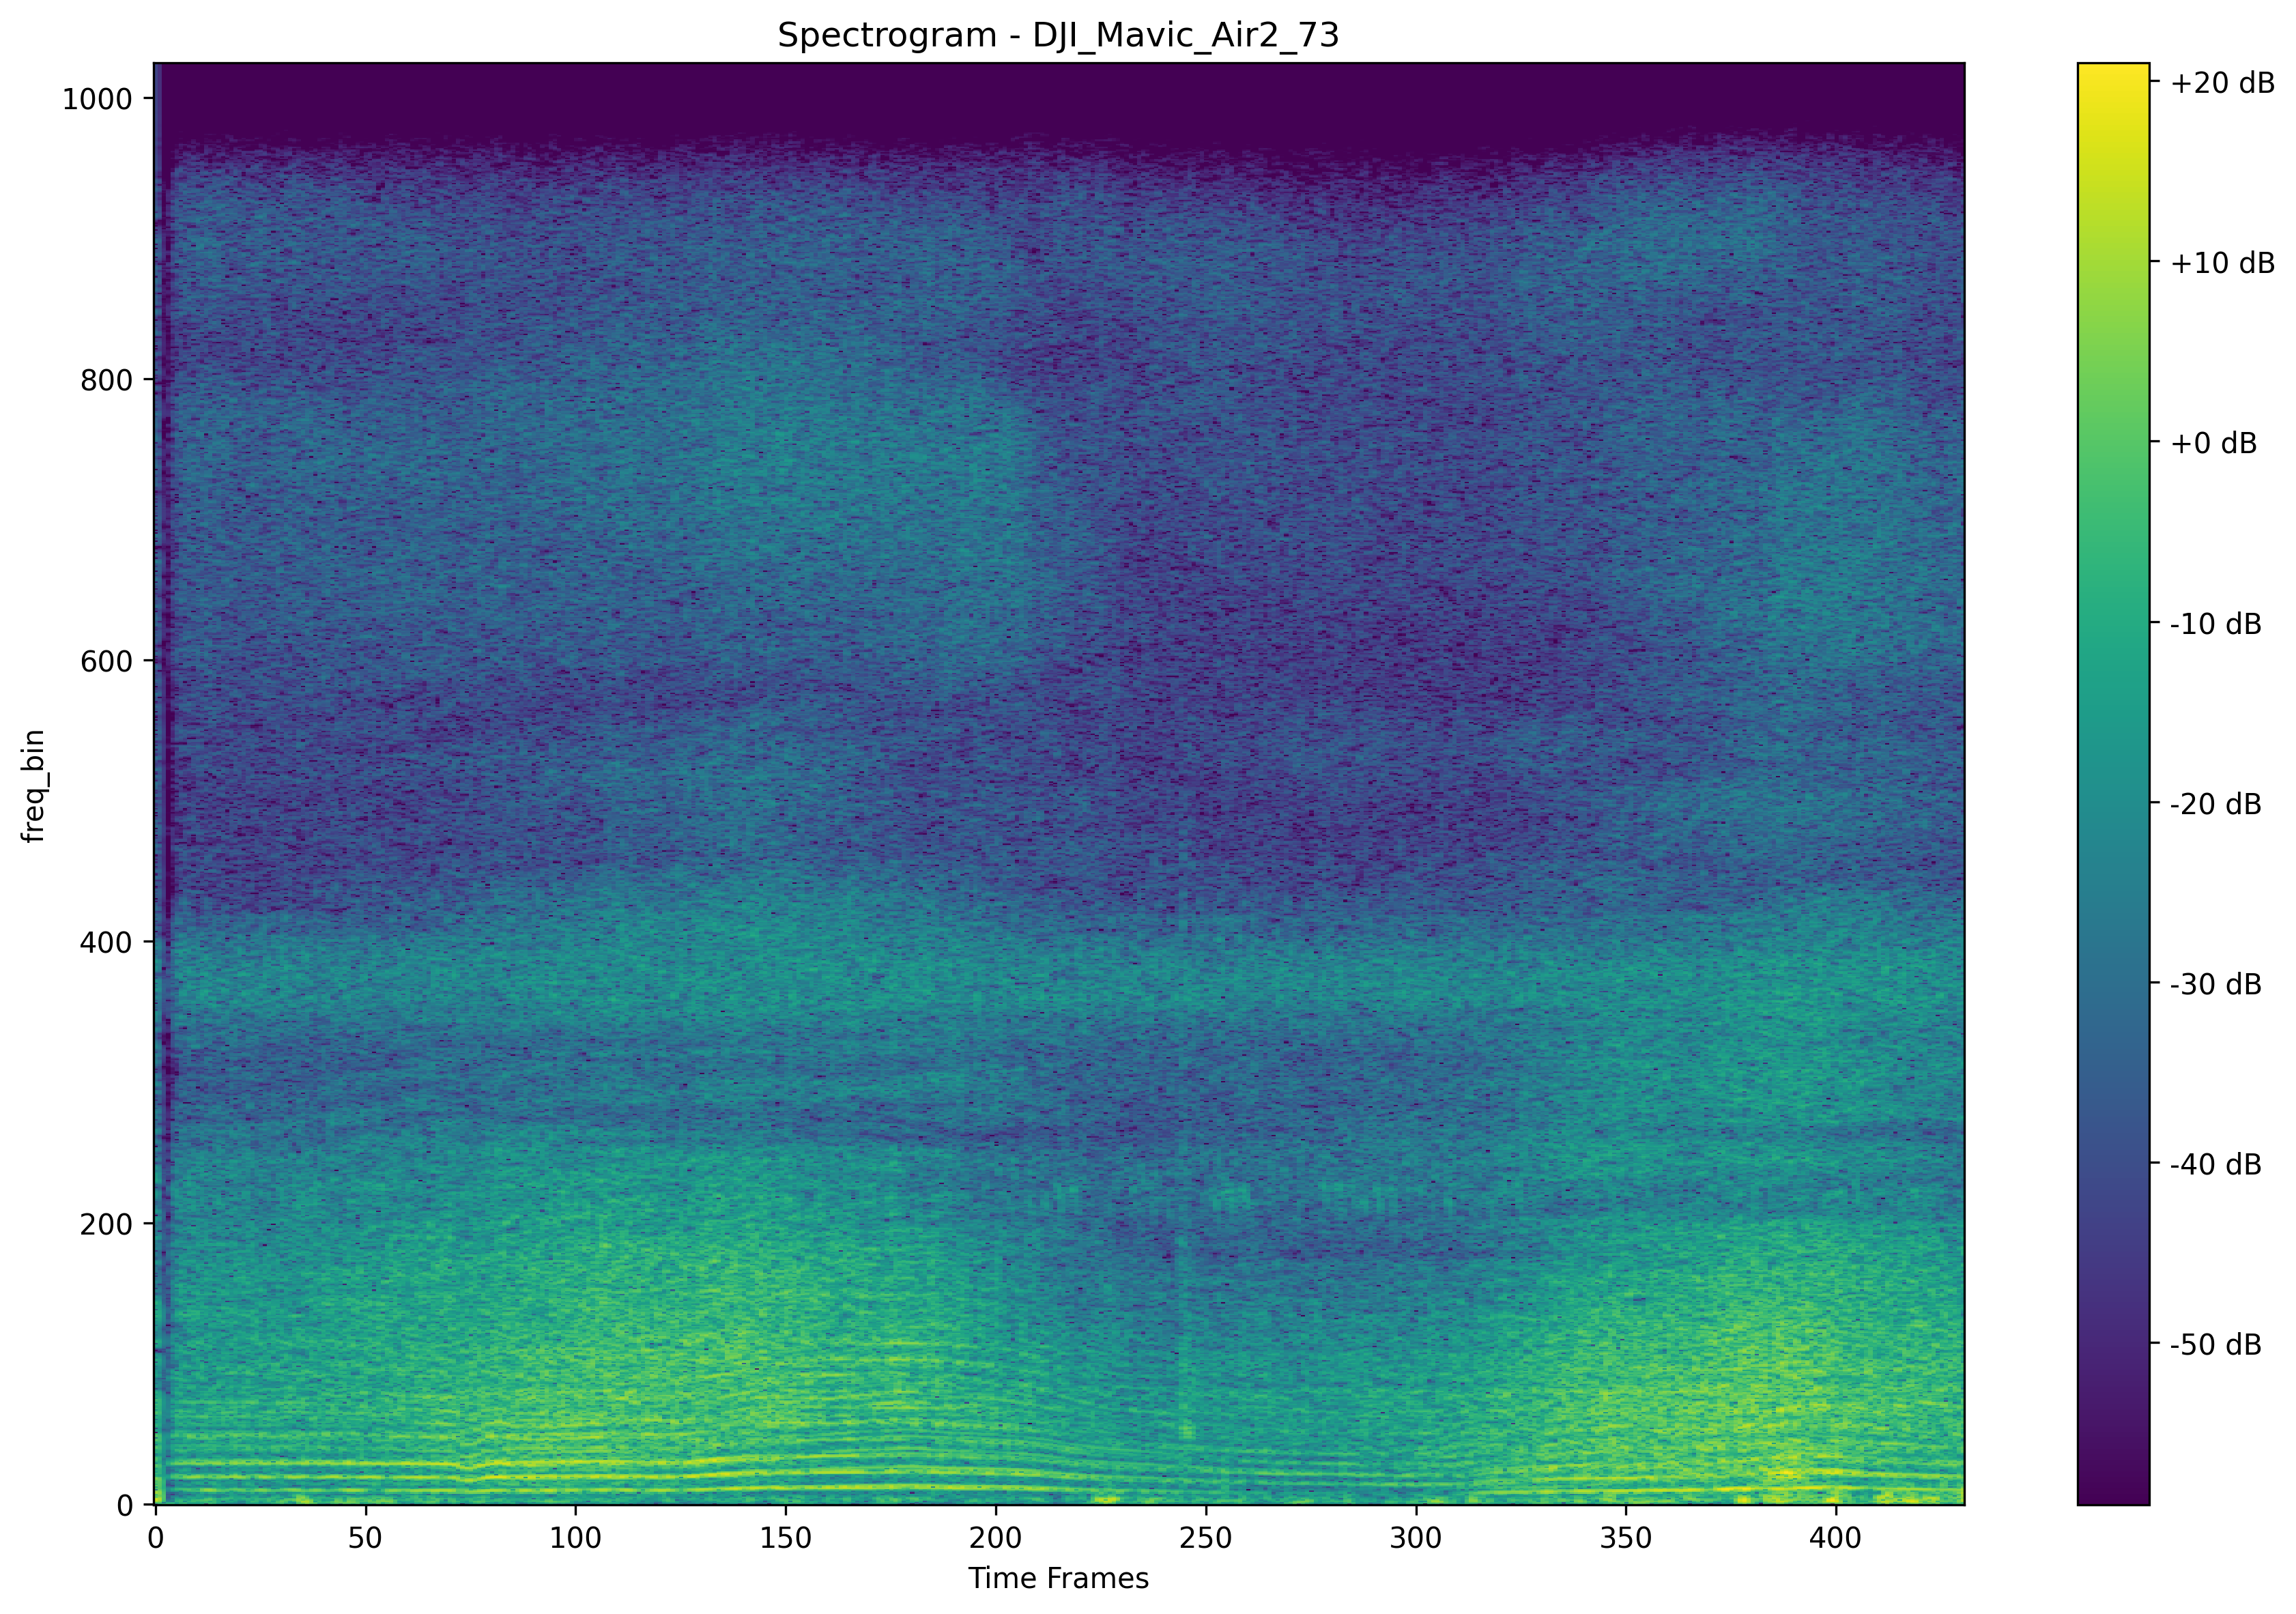 Spectrogram - DJI_Mavic_Air2_73
1000
800
600
400
200
0
freq_bin
0 50 100 150 200 250 300 350 400
Time Frames
+20 dB
+10 dB
+0 dB
-10 dB
-20 dB
-30 dB
-40 dB
-50 dB